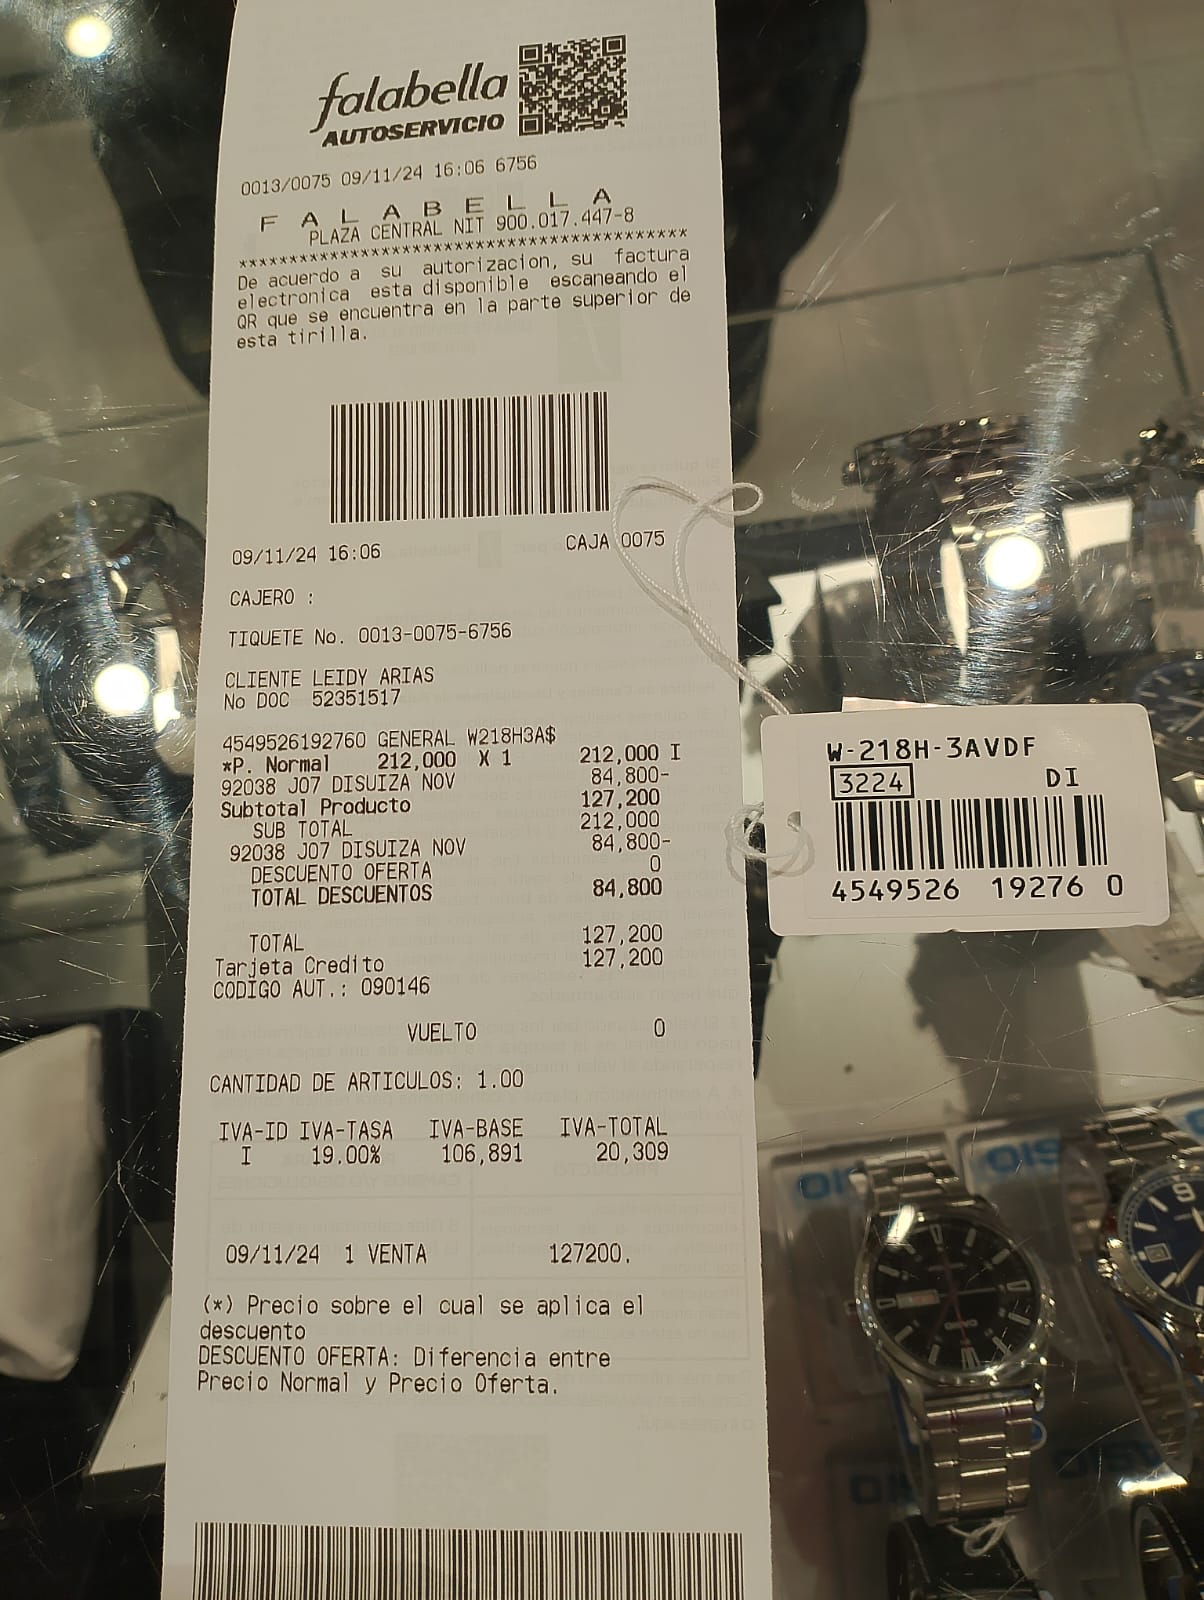 falabella
AUTOSERVICIO
0013/0075 09/11/24 16:06 6756
F A L A B E L L A
PLAZA CENTRAL NIT 900.017.447-8
******************************************
De acuerdo a su autorizacion, su factura
electronica esta disponible escaneando el
QR que se encuentra en la parte superior de
esta tirilla.
09/11/24 16:06 CAJA 0075
CAJERO :
TIQUETE No. 0013-0075-6756
CLIENTE LEIDY ARIAS
No DOC 52351517
4549526192760 GENERAL W218H3A$
*P. Normal 212,000 X 1 212,000 I
92038 J07 DISUIZA NOV 84,800-
Subtotal Producto 127,200
SUB TOTAL 212,000
92038 J07 DISUIZA NOV 84,800-
DESCUENTO OFERTA 0
TOTAL DESCUENTOS 84,800
TOTAL 127,200
Tarjeta Credito 127,200
CODIGO AUT.: 090146
VUELTO 0
CANTIDAD DE ARTICULOS: 1.00
IVA-ID IVA-TASA IVA-BASE IVA-TOTAL
I 19.00% 106,891 20,309
09/11/24 1 VENTA 127200.
(*) Precio sobre el cual se aplica el
descuento
DESCUENTO OFERTA: Diferencia entre
Precio Normal y Precio Oferta.
W-218H-3AVDF
3224 DI
4549526 19276 0